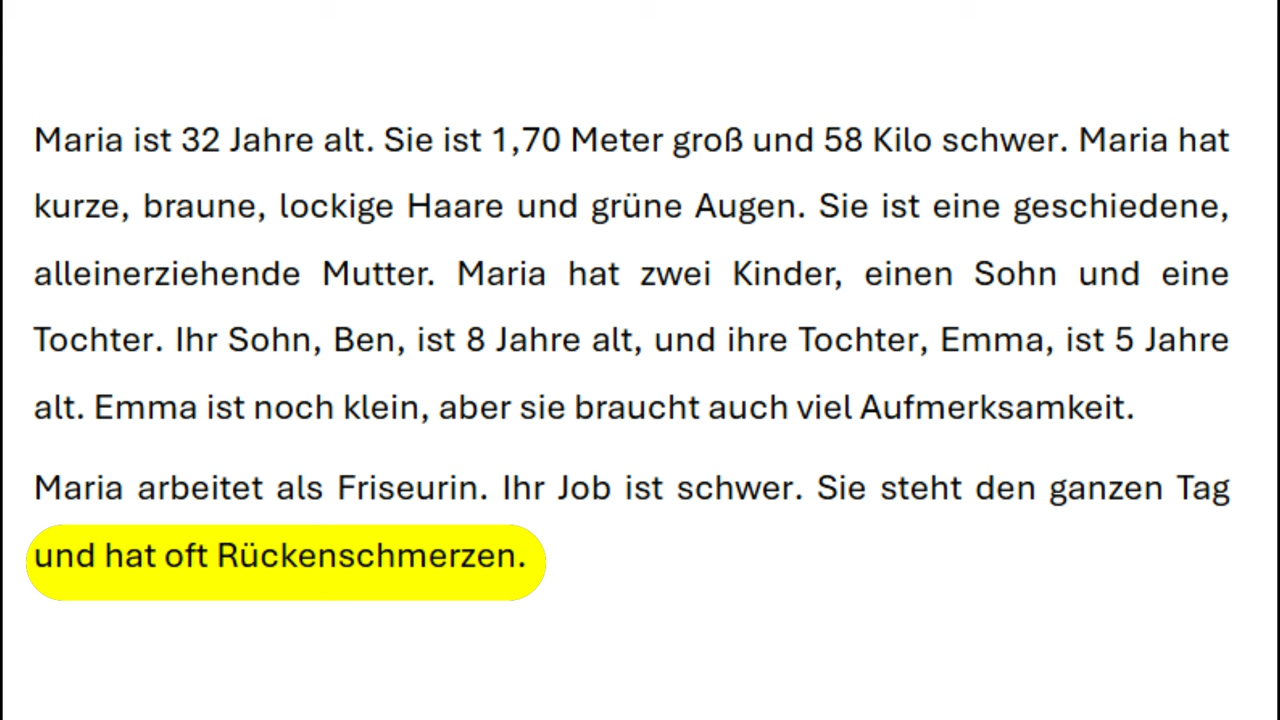 Maria ist 32 Jahre alt. Sie ist 1,70 Meter groß und 58 Kilo schwer. Maria hat
kurze, braune, lockige Haare und grüne Augen. Sie ist eine geschiedene,
alleinerziehende Mutter. Maria hat zwei Kinder, einen Sohn und eine
Tochter. Ihr Sohn, Ben, ist 8 Jahre alt, und ihre Tochter, Emma, ist 5 Jahre
alt. Emma ist noch klein, aber sie braucht auch viel Aufmerksamkeit.
Maria arbeitet als Friseurin. Ihr Job ist schwer. Sie steht den ganzen Tag
und hat oft Rückenschmerzen.